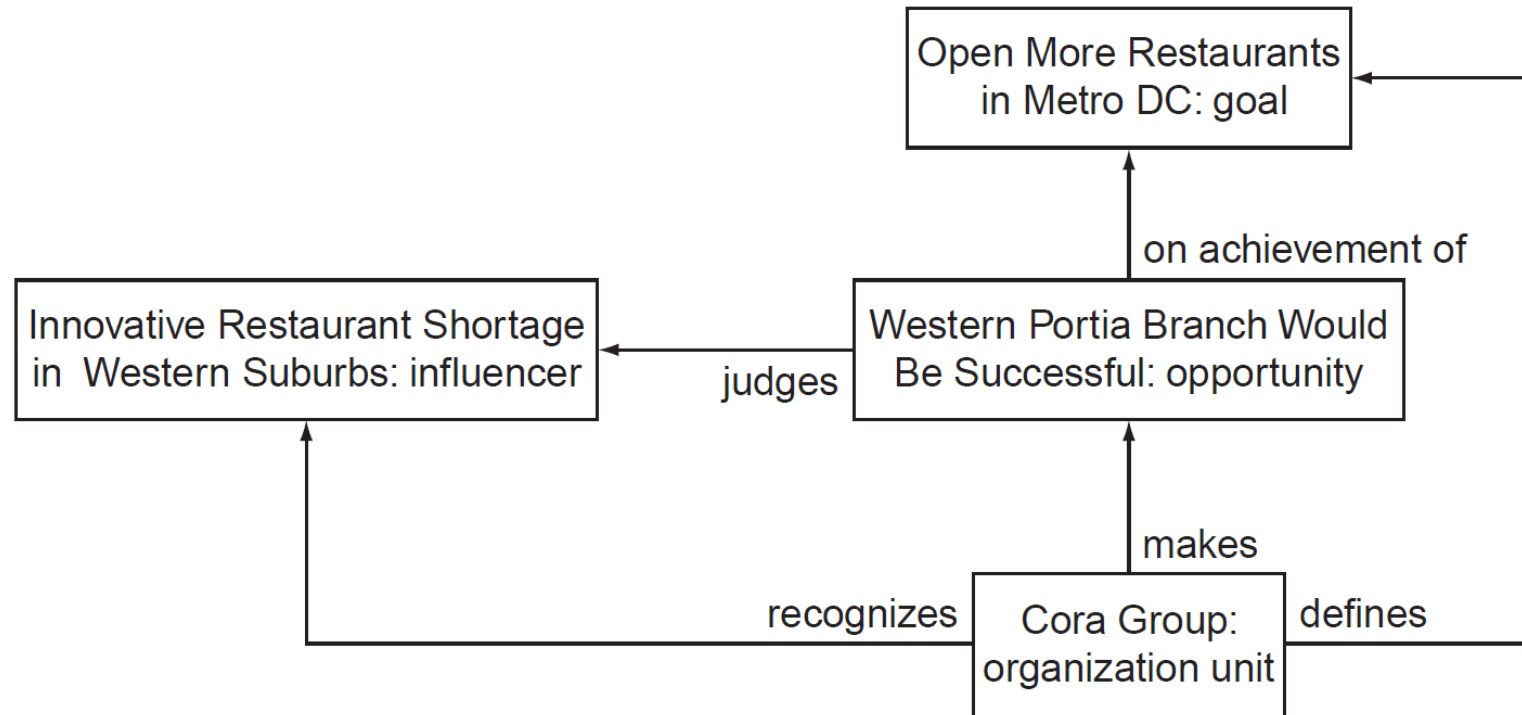 Open More Restaurants
in Metro DC: goal
on achievement of
Innovative Restaurant Shortage
in Western Suburbs: influencer
judges
Western Portia Branch Would
Be Successful: opportunity
makes
recognizes
Cora Group:
organization unit
defines